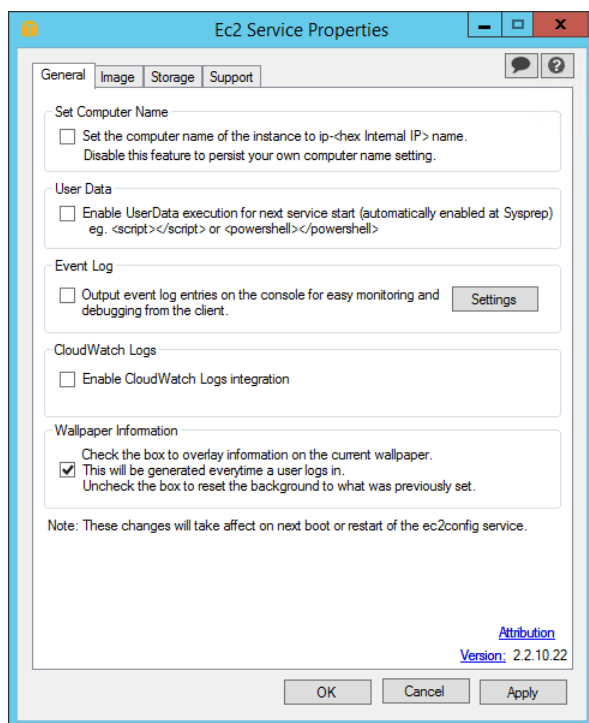 Ec2 Service Properties
General
Image
Storage
Support
Set Computer Name
Set the computer name of the instance to ip-<hex Internal IP> name.
Disable this feature to persist your own computer name setting.
User Data
Enable UserData execution for next service start (automatically enabled at Sysprep)
eg. <script></script> or <powershell></powershell>
Event Log
Output event log entries on the console for easy monitoring and
debugging from the client.
Settings
CloudWatch Logs
Enable CloudWatch Logs integration
Wallpaper Information
Check the box to overlay information on the current wallpaper.
This will be generated everytime a user logs in.
Uncheck the box to reset the background to what was previously set.
Note: These changes will take affect on next boot or restart of the ec2config service.
Attribution
Version: 2.2.10.22
OK
Cancel
Apply